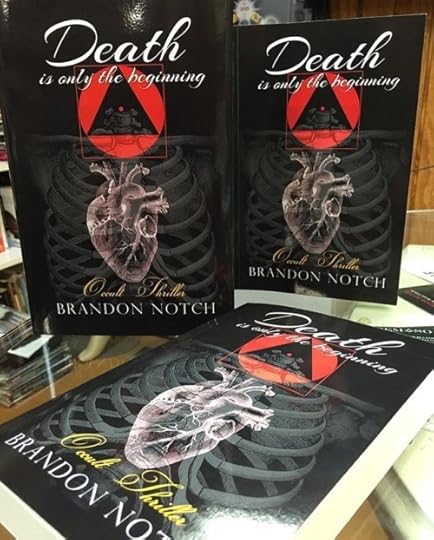 Death
is only the beginning
Occult Thriller
BRANDON NOTCH
Death
is only the beginning
Occult Thriller
BRANDON NOTCH
Death
is only the beginning
Occult Thriller
BRANDON NOTCH